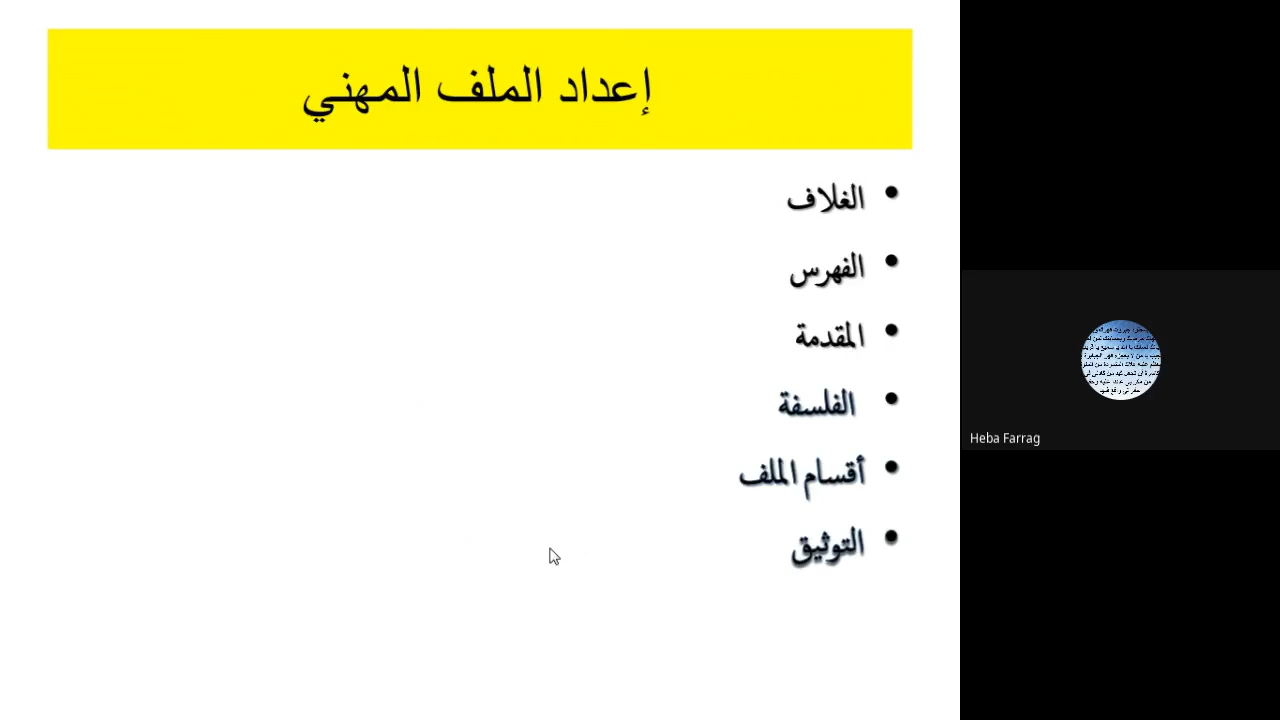 إعداد الملف المهني
الغلاف
الفهرس
المقدمة
الفلسفة
أقسام الملف
التوثيق
Heba Farrag